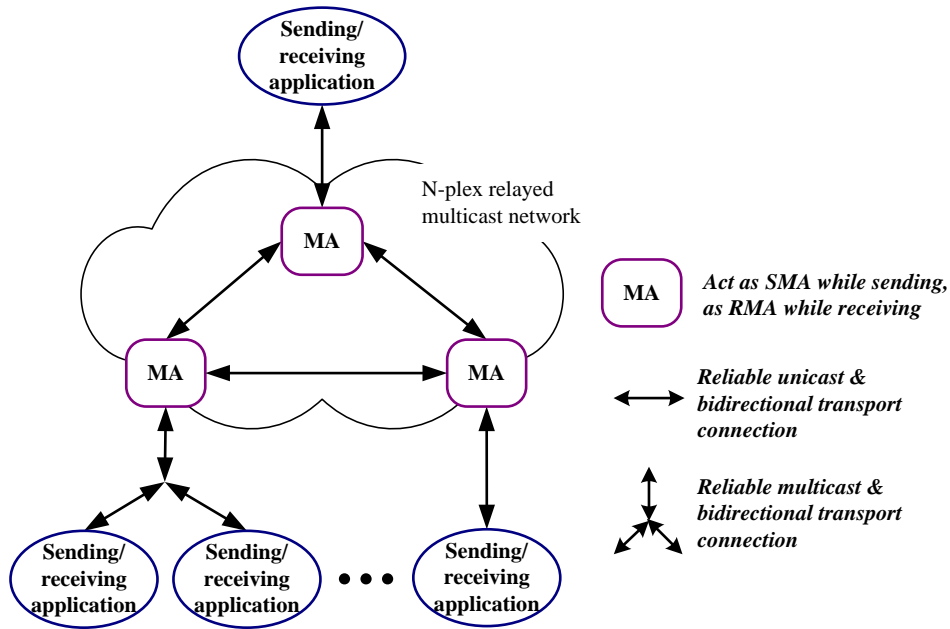 Sending/
receiving
application
N-plex relayed
multicast network
MA
MA
MA
MA
Act as SMA while sending,
as RMA while receiving
Reliable unicast &
bidirectional transport
connection
Reliable multicast &
bidirectional transport
connection
Sending/
receiving
application
Sending/
receiving
application
Sending/
receiving
application